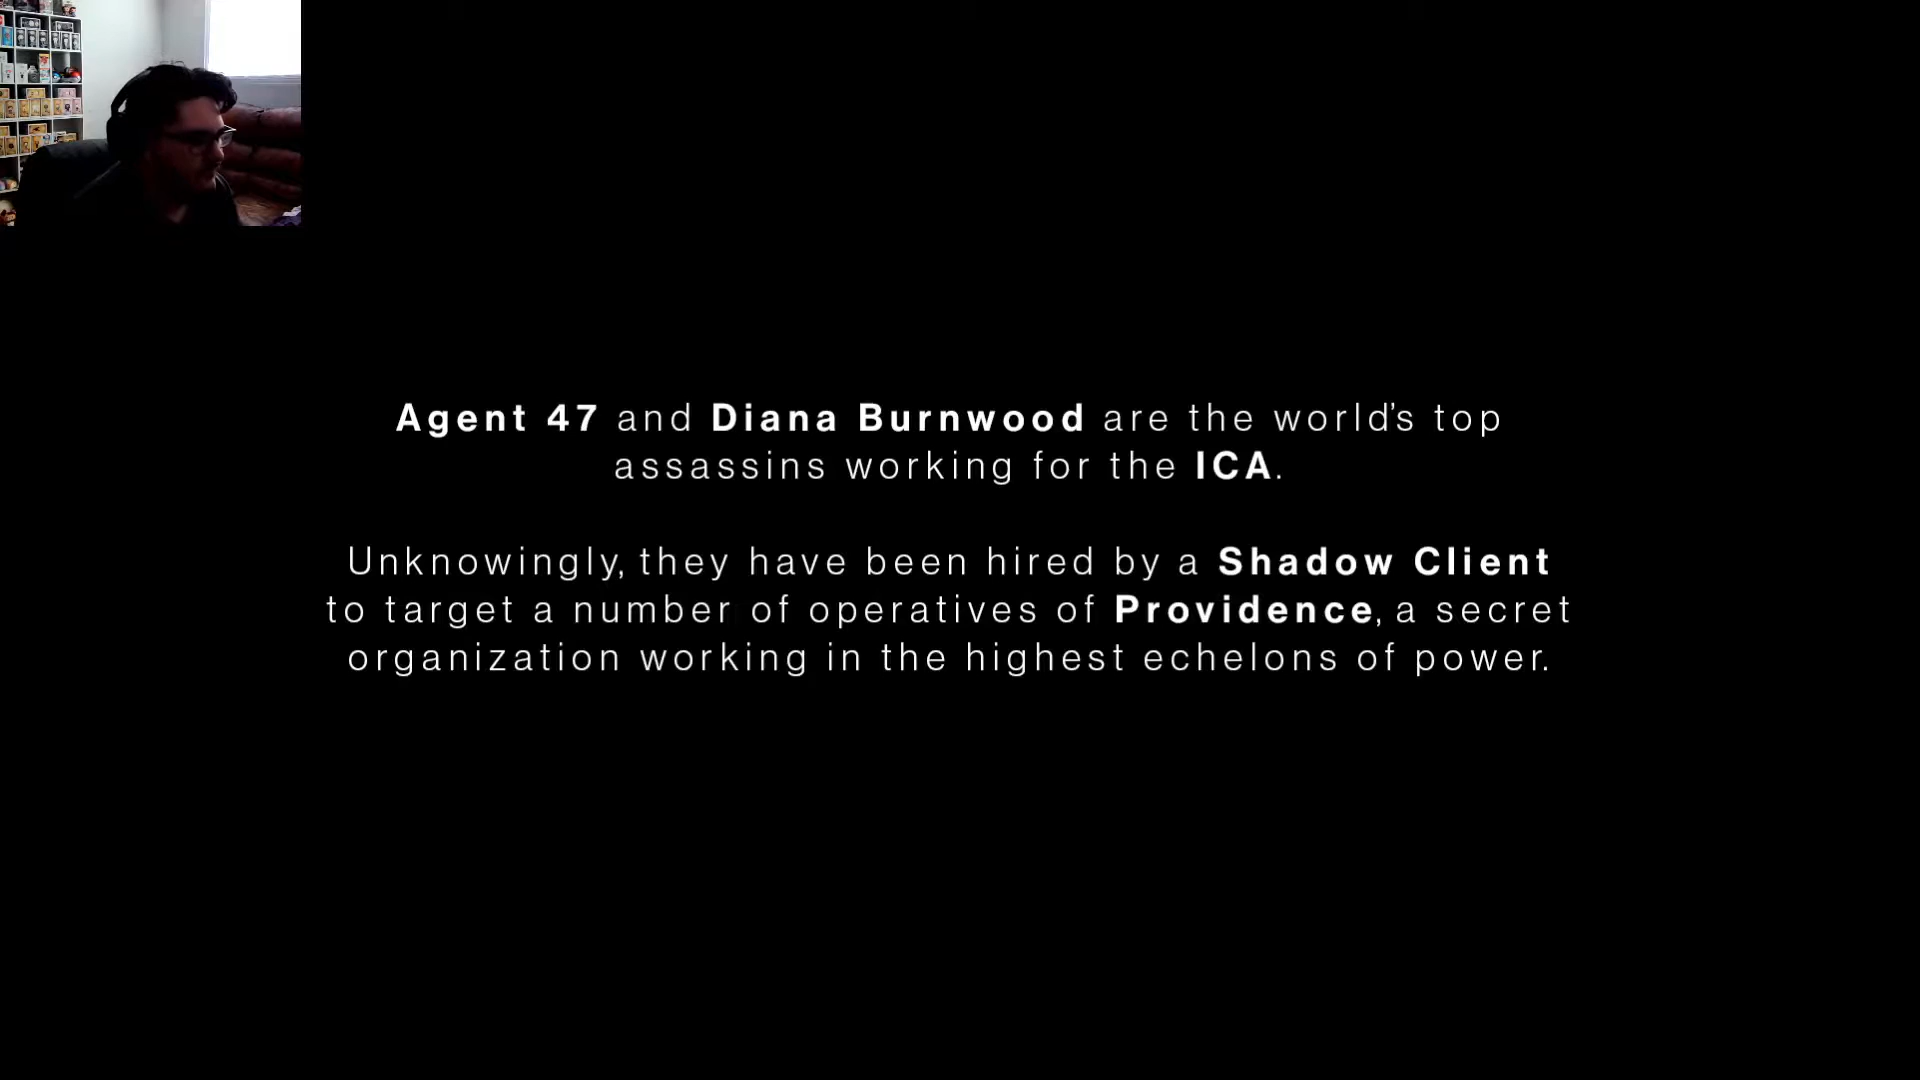 Agent 47 and Diana Burnwood are the world's top
assassins working for the ICA.
Unknowingly, they have been hired by a Shadow Client
to target a number of operatives of Providence, a secret
organization working in the highest echelons of power.